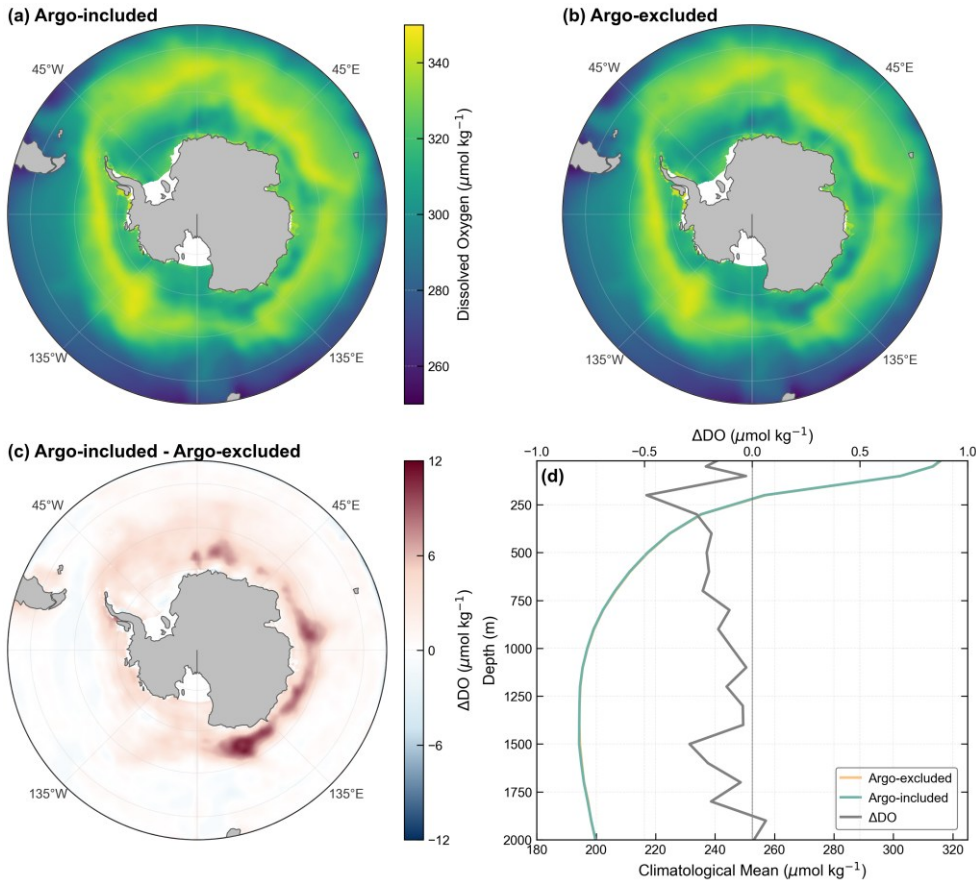 (a) Argo-included
45°W
45°E
135°W
135°E
340
320
300
280
260
Dissolved Oxygen (μmol kg⁻¹)
(b) Argo-excluded
45°W
45°E
135°W
135°E
(c) Argo-included - Argo-excluded
45°W
45°E
135°W
135°E
12
6
0
−6
−12
ΔDO (μmol kg⁻¹)
ΔDO (μmol kg⁻¹)
-1.0
-0.5
0.0
0.5
1.0
(d)
250
500
750
1000
1250
1500
1750
2000
Depth (m)
Argo-excluded
Argo-included
ΔDO
180
200
220
240
260
280
300
320
Climatological Mean (μmol kg⁻¹)